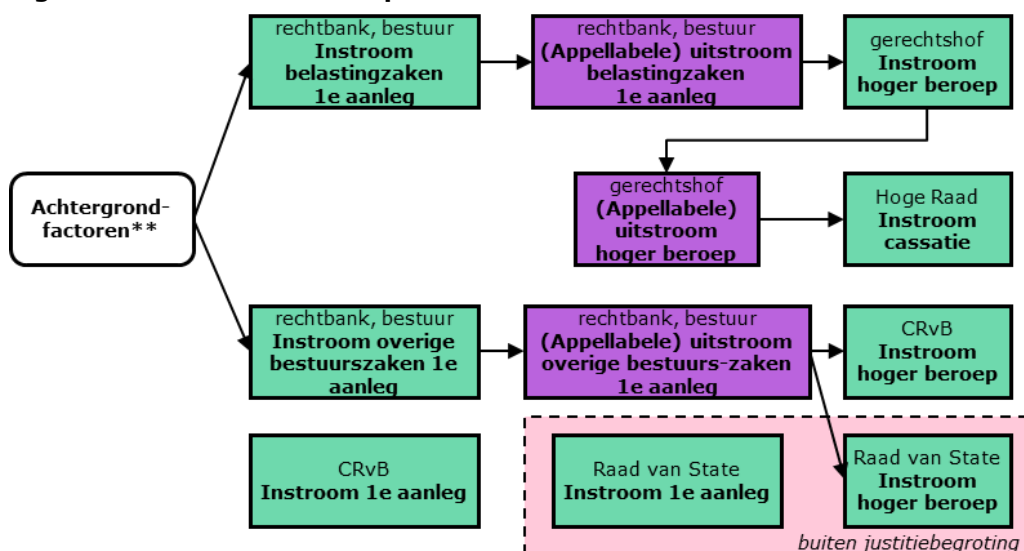 rechtbank, bestuur
Instroom
belastingzaken
1e aanleg
rechtbank, bestuur
(Appellabele) uitstroom
belastingzaken
1e aanleg
gerechtshof
Instroom
hoger beroep
Achtergrond-
factoren**
gerechtshof
(Appellabele)
uitstroom
hoger beroep
Hoge Raad
Instroom
cassatie
rechtbank, bestuur
Instroom overige
bestuurszaken 1e
aanleg
rechtbank, bestuur
(Appellabele) uitstroom
overige bestuurs-zaken
1e aanleg
CRvB
Instroom
hoger beroep
CRvB
Instroom 1e aanleg
Raad van State
Instroom 1e aanleg
Raad van State
Instroom
hoger beroep
buiten justitiebegroting